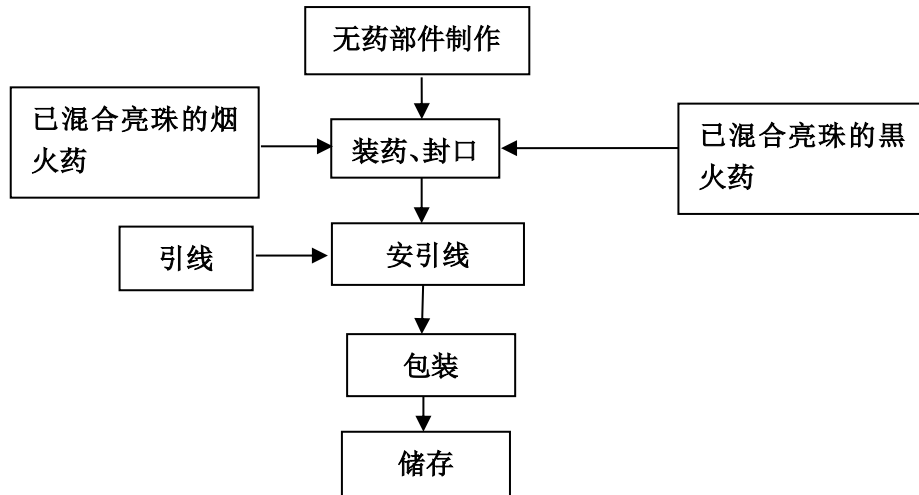 无药部件制作
已混合亮珠的烟
火药
装药、封口
已混合亮珠的黑
火药
引线
安引线
包装
储存